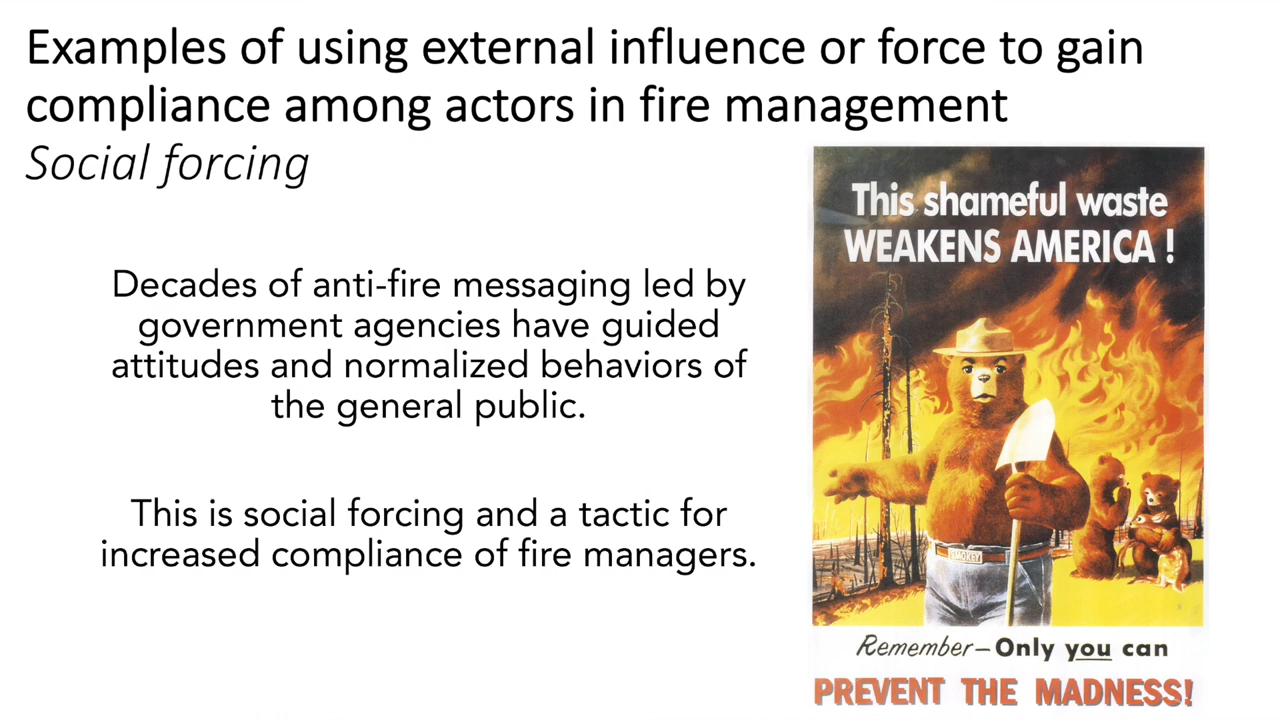 Examples of using external influence or force to gain
compliance among actors in fire management
Social forcing
Decades of anti-fire messaging led by
government agencies have guided
attitudes and normalized behaviors of
the general public.
This is social forcing and a tactic for
increased compliance of fire managers.
This shameful waste
WEAKENS AMERICA !
SMOKEY
Remember – Only you can
PREVENT THE MADNESS!